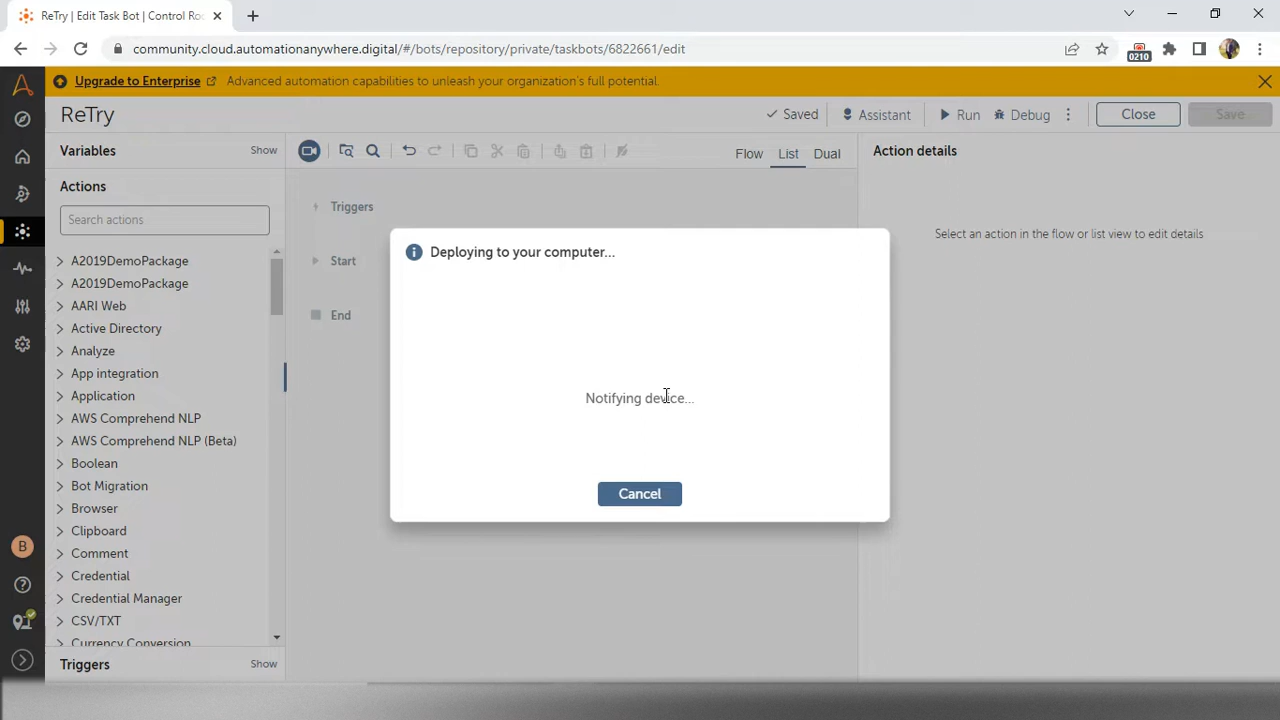 ReTry | Edit Task Bot | Control Ro
community.cloud.automationanywhere.digital/#/bots/repository/private/taskbots/6822661/edit
0210
Upgrade to Enterprise Advanced automation capabilities to unleash your organization's full potential.
ReTry
Saved
Assistant
Run
Debug
Close
Save
Variables
Show
Flow
List
Dual
Action details
Actions
Search actions
Triggers
Start
End
Select an action in the flow or list view to edit details
Deploying to your computer...
Notifying device...
Cancel
A2019DemoPackage
A2019DemoPackage
AARI Web
Active Directory
Analyze
App integration
Application
AWS Comprehend NLP
AWS Comprehend NLP (Beta)
Boolean
Bot Migration
Browser
Clipboard
Comment
Credential
Credential Manager
CSV/TXT
Currency Conversion
B
Triggers
Show